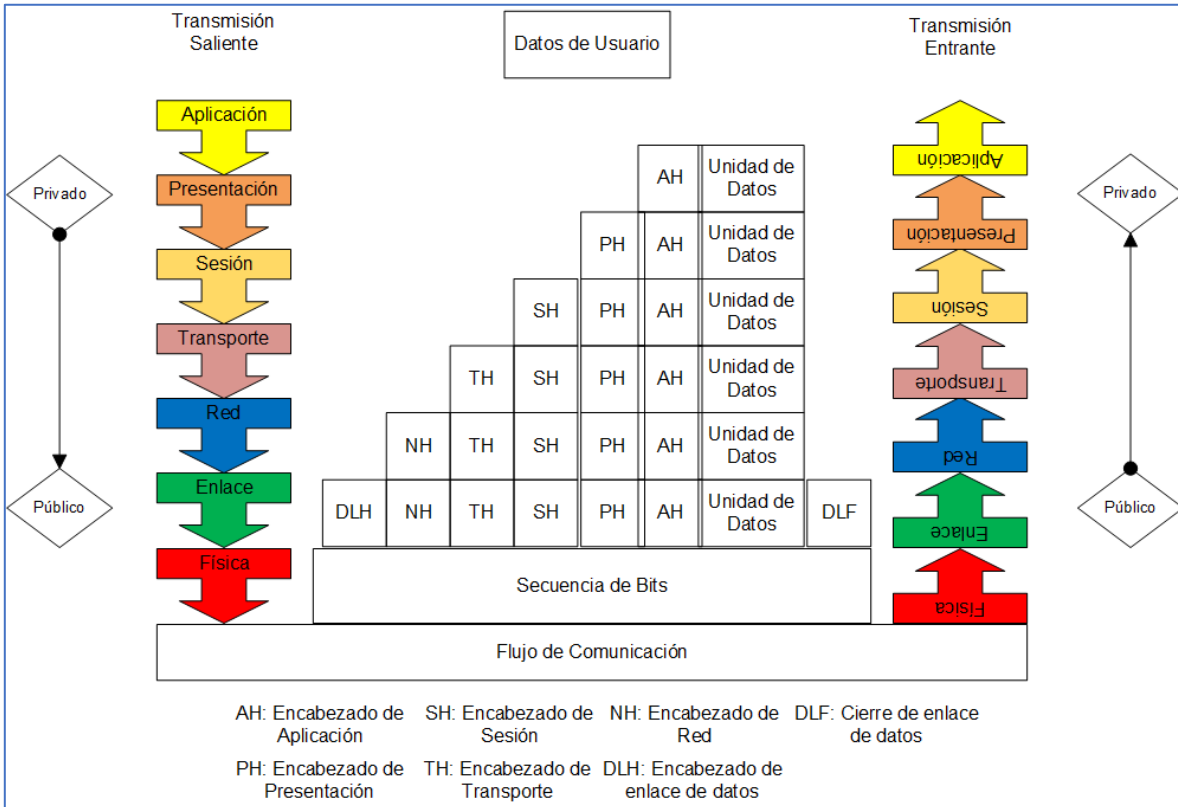 Transmisión
Saliente
Datos de Usuario
Transmisión
Entrante
Aplicación
Presentación
Sesión
Transporte
Red
Enlace
Física
Privado
Público
AH
Unidad de
Datos
PH
AH
Unidad de
Datos
SH
PH
AH
Unidad de
Datos
TH
SH
PH
AH
Unidad de
Datos
NH
TH
SH
PH
AH
Unidad de
Datos
DLH
NH
TH
SH
PH
AH
Unidad de
Datos
DLF
Secuencia de Bits
Flujo de Comunicación
Aplicación
Presentación
Sesión
Transporte
Red
Enlace
Física
Privado
Público
AH: Encabezado de
Aplicación
SH: Encabezado de
Sesión
NH: Encabezado de
Red
DLF: Cierre de enlace
de datos
PH: Encabezado de
Presentación
TH: Encabezado de
Transporte
DLH: Encabezado de
enlace de datos